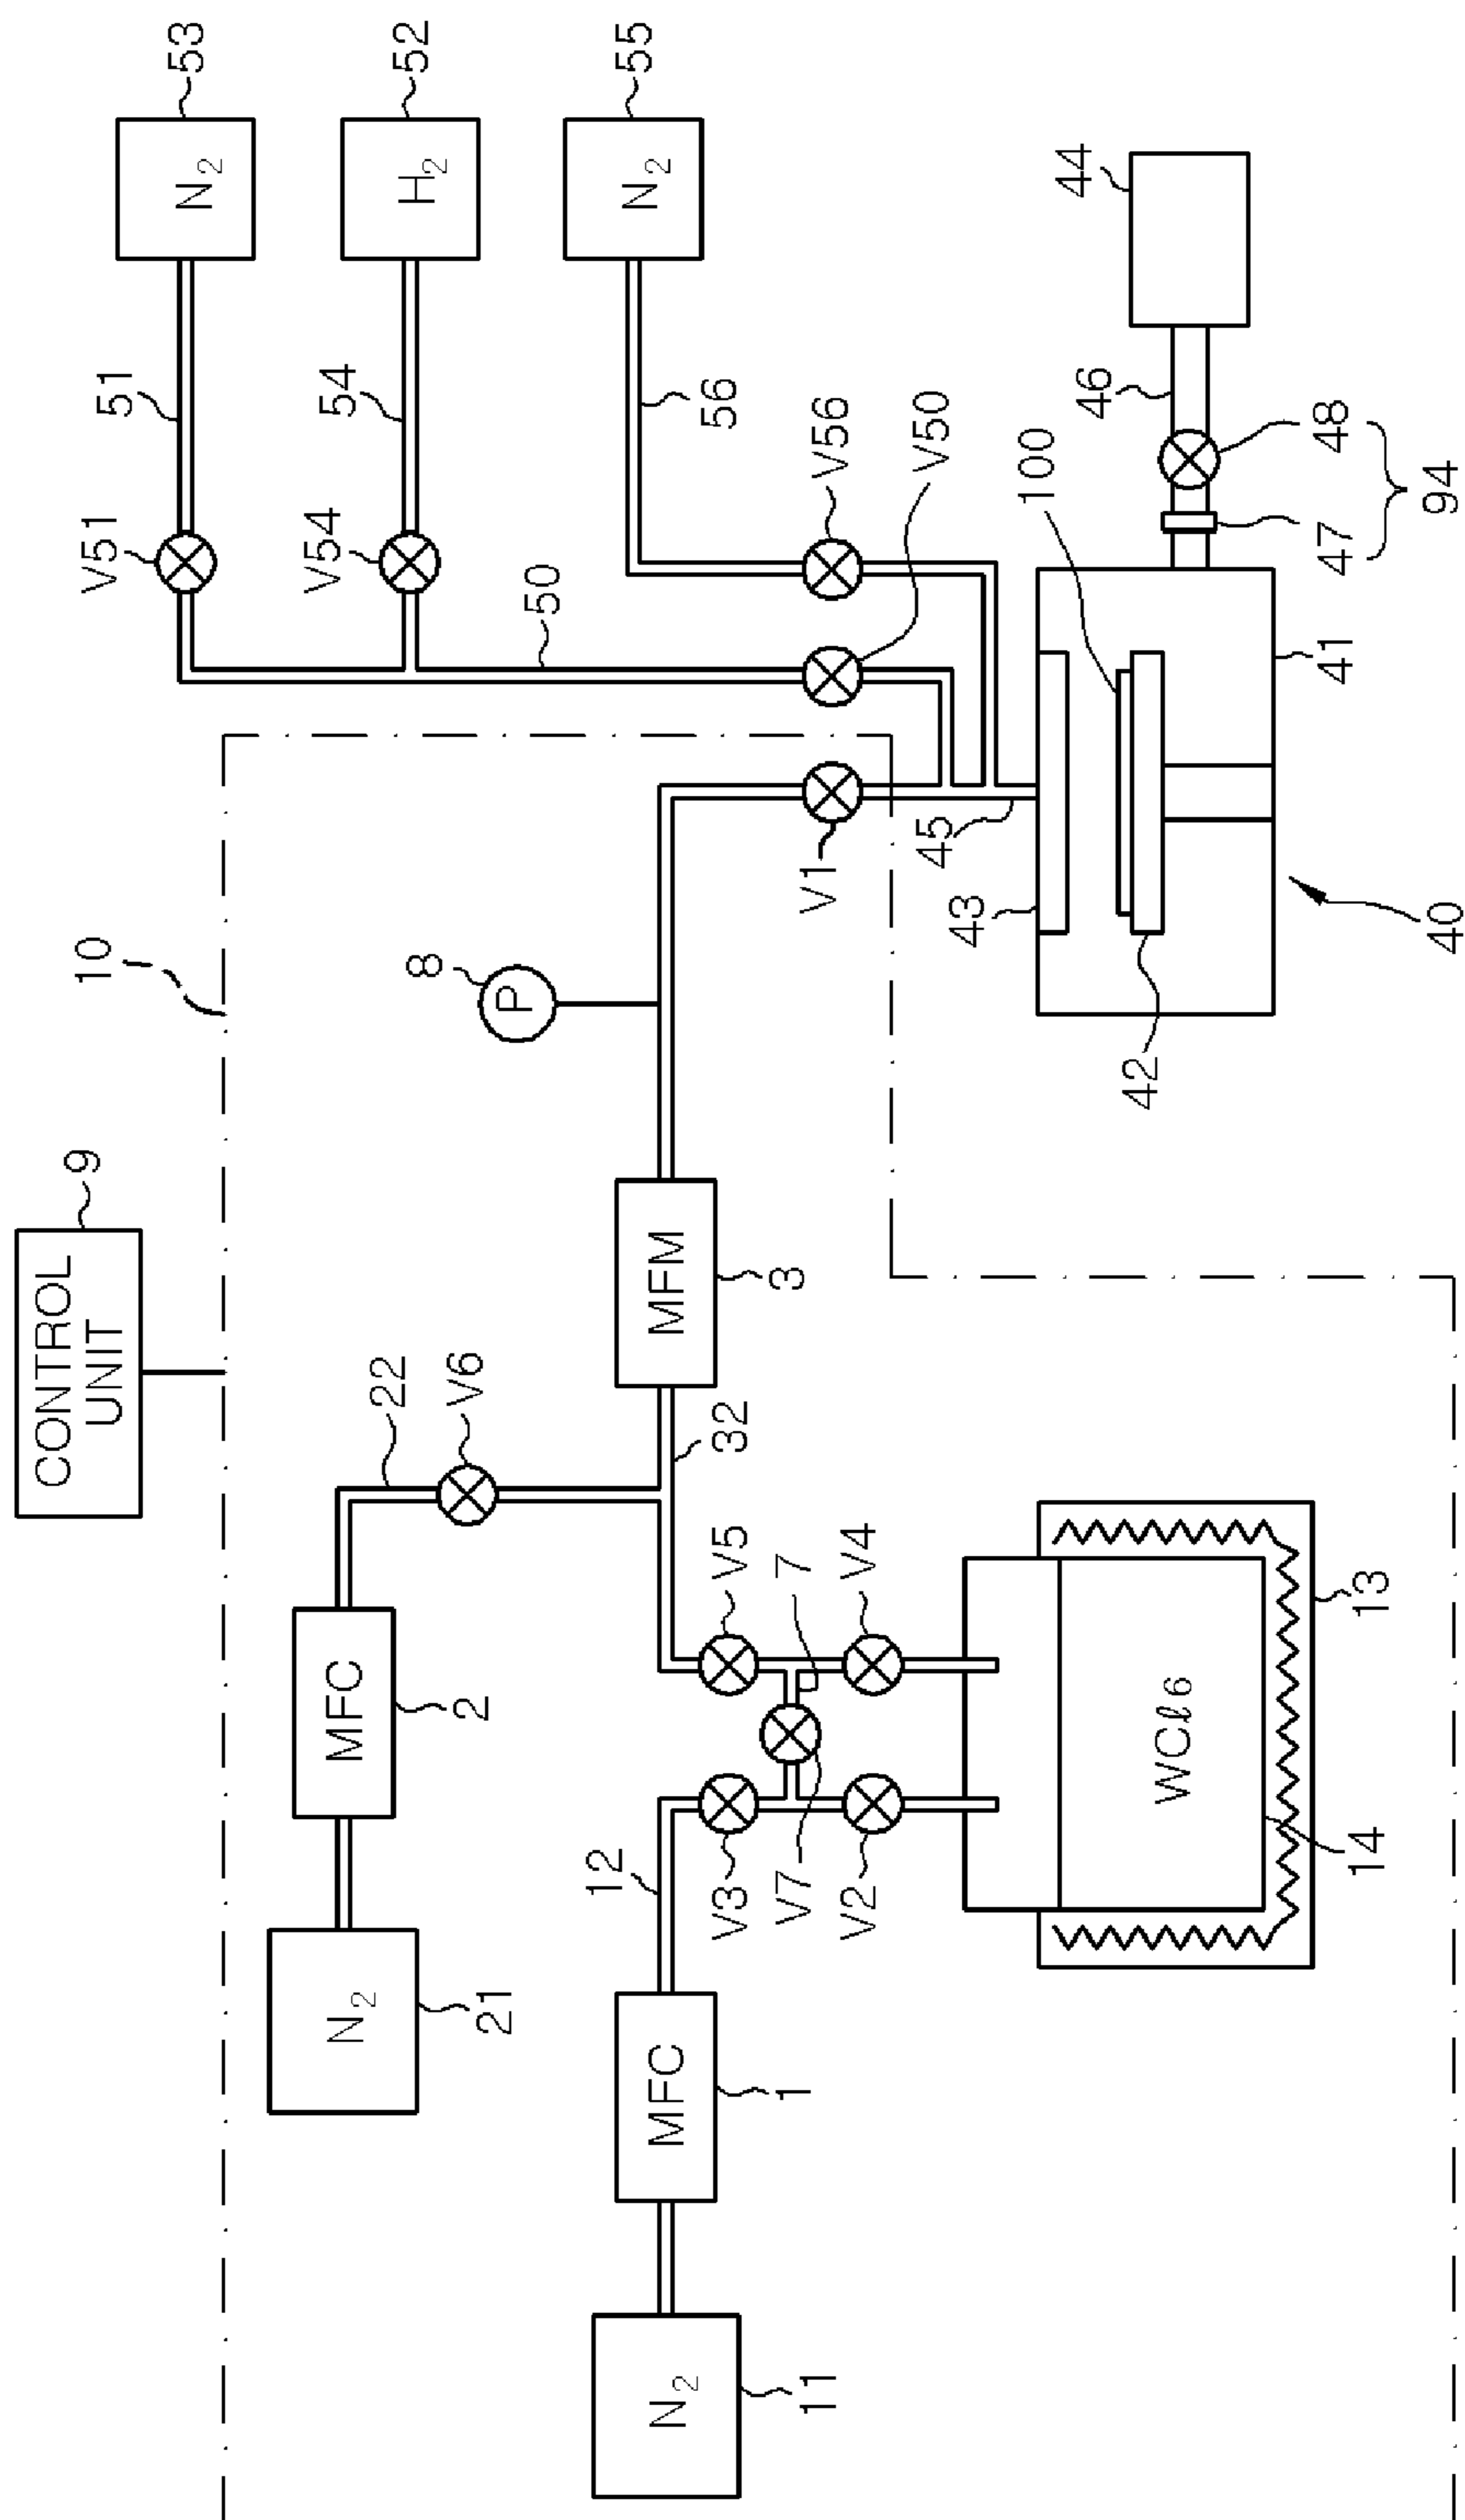 CONTROL
UNIT
9
10
53
N2
52
H2
55
N2
51
54
56
V51
V54
50
V56
V50
8
P
V1
45
43
100
46
44
48
47
94
41
40
42
MFM
3
22
V6
32
MFC
2
N2
21
V5
7
V4
12
V3
V7
V2
MFC
1
N2
11
WCℓ6
13
14